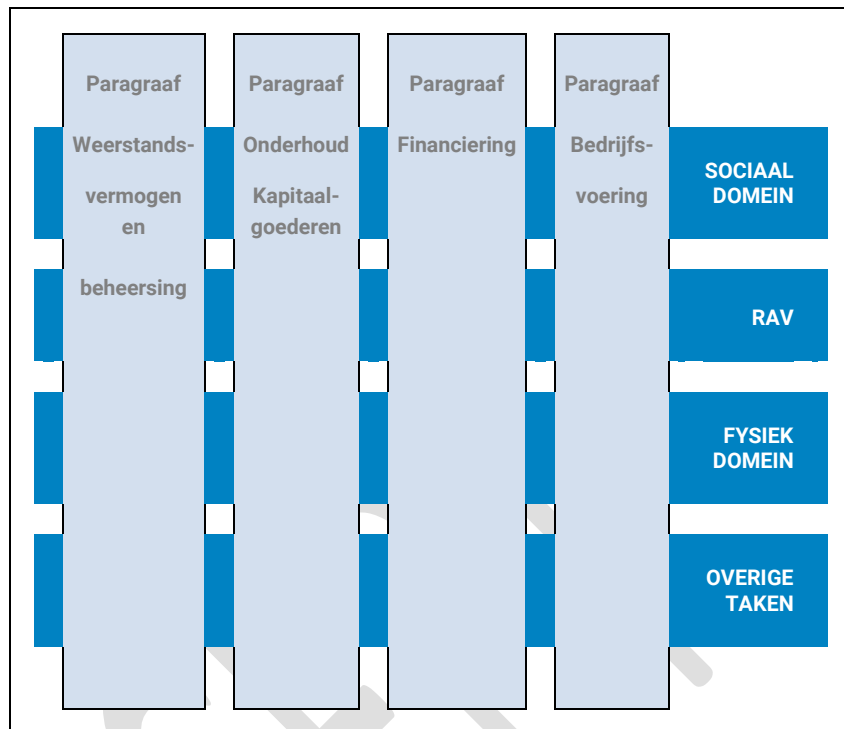 Paragraaf
Weerstands-
vermogen
en
beheersing
Paragraaf
Onderhoud
Kapitaal-
goederen
Paragraaf
Financiering
Paragraaf
Bedrijfs-
voering
SOCIAAL
DOMEIN
RAV
FYSIEK
DOMEIN
OVERIGE
TAKEN